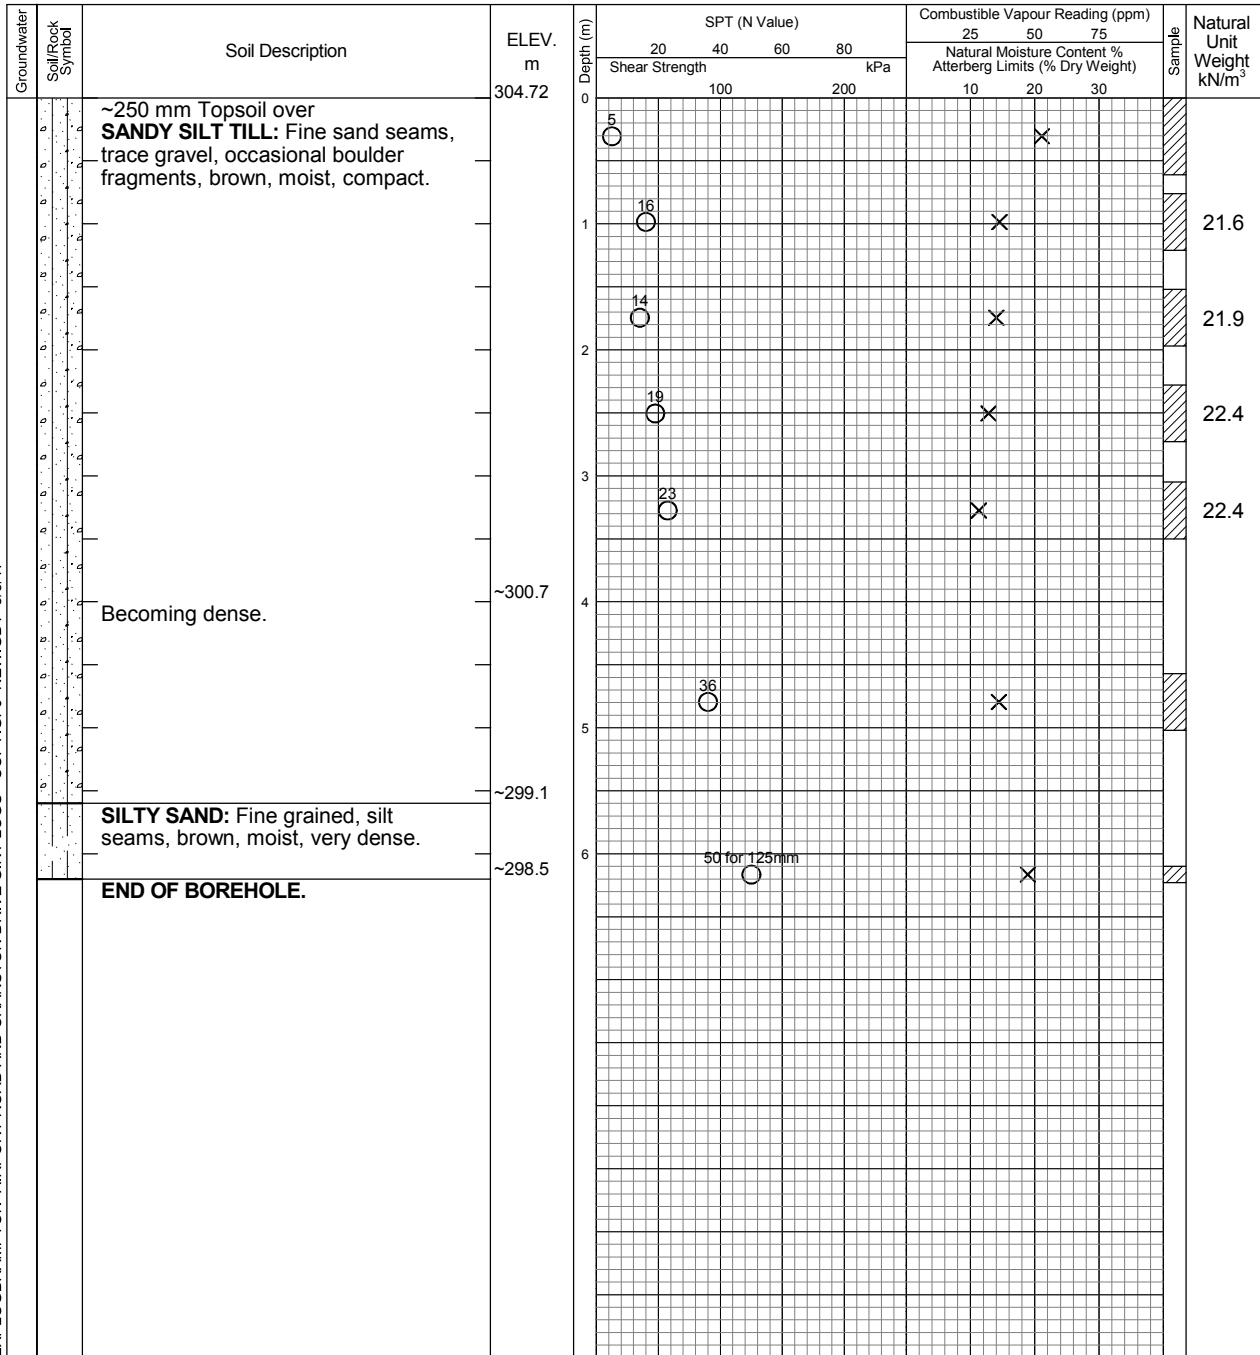 Groundwater
Soil/Rock
Symbol
Soil Description
ELEV.
m
304.72
Depth (m)
SPT (N Value)
20 40 60 80
Shear Strength kPa
100 200
Combustible Vapour Reading (ppm)
25 50 75
Natural Moisture Content %
Atterberg Limits (% Dry Weight)
10 20 30
Sample
Natural
Unit
Weight
kN/m³
0
~250 mm Topsoil over
SANDY SILT TILL: Fine sand seams,
trace gravel, occasional boulder
fragments, brown, moist, compact.
5
16
1
21.6
14
21.9
2
19
22.4
3
23
22.4
~300.7
4
Becoming dense.
36
5
~299.1
SILTY SAND: Fine grained, silt
seams, brown, moist, very dense.
6
50 for 125mm
~298.5
END OF BOREHOLE.